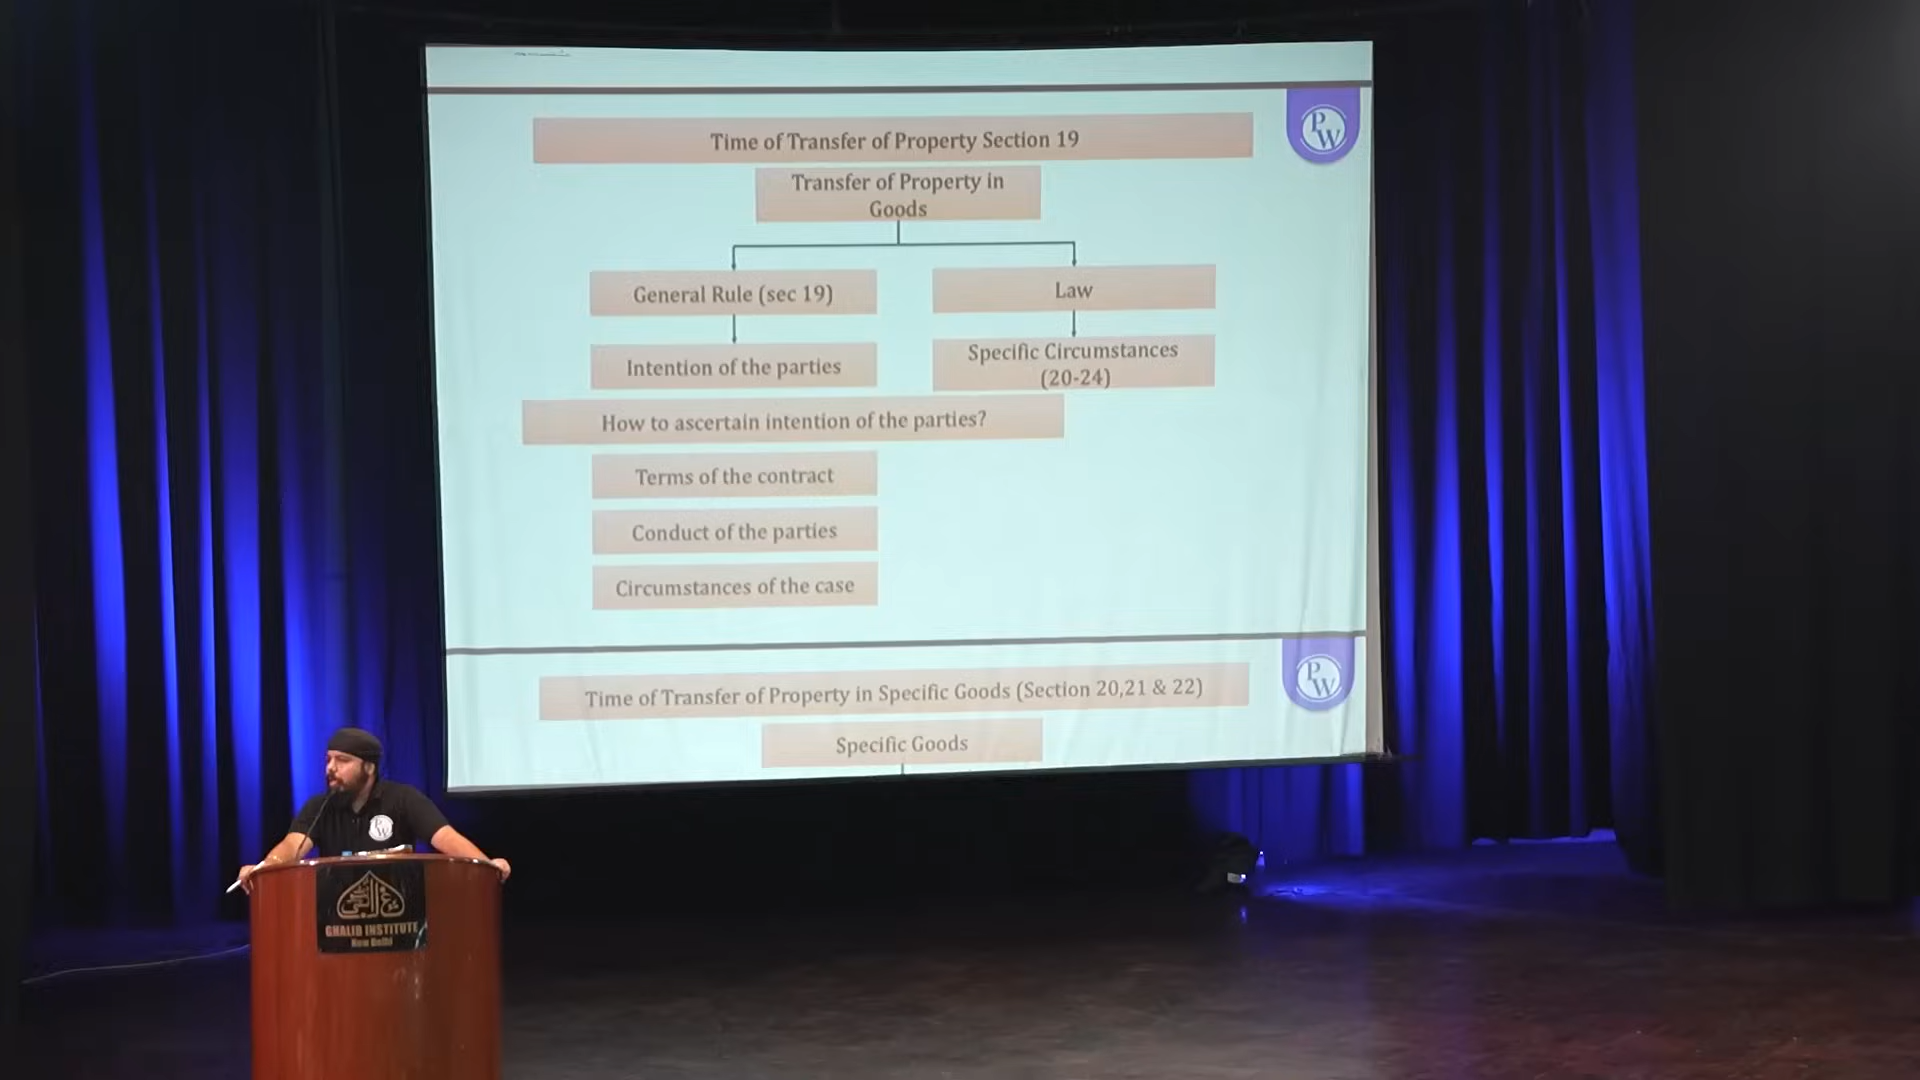 Time of Transfer of Property Section 19
PW
Transfer of Property in
Goods
General Rule (sec 19)
Law
Intention of the parties
Specific Circumstances
(20-24)
How to ascertain intention of the parties?
Terms of the contract
Conduct of the parties
Circumstances of the case
PW
Time of Transfer of Property in Specific Goods (Section 20,21 & 22)
Specific Goods
PW
GHALIB INSTITUTE
New Delhi